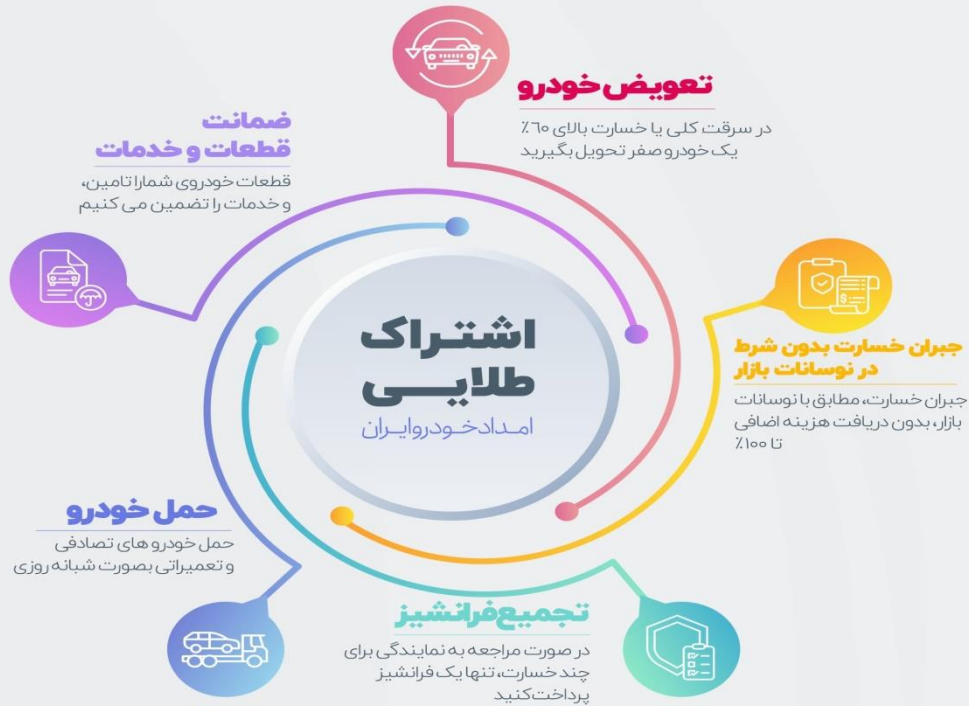 تعویض خودرو
در سرقت کلی یا خسارت بالای ۶۰٪
یک خودرو صفر تحویل بگیرید
ضمانت
قطعات و خدمات
قطعات خودروی شما را تامین،
و خدمات را تضمین می کنیم
اشتراک
طلایی
امداد خودرو ایران
جبران خسارت بدون شرط
در نوسانات بازار
جبران خسارت، مطابق با نوسانات
بازار، بدون دریافت هزینه اضافی
تا ۱۰۰٪
حمل خودرو
حمل خودرو های تصادفی
و تعمیراتی بصورت شبانه روزی
تجمیع فرانشیز
در صورت مراجعه به نمایندگی برای
چند خسارت، تنها یک فرانشیز
پرداخت کنید